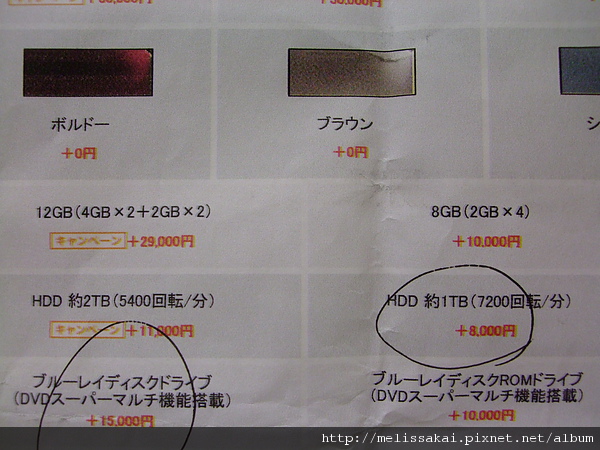 ボルドー
ブラウン
シ
+0円
+0円
12GB(4GB×2+2GB×2)
8GB(2GB×4)
キャンペーン +29,000円
+10,000円
HDD 約2TB(5400回転/分)
HDD 約1TB(7200回転/分)
キャンペーン +11,000円
+8,000円
ブルーレイディスクドライブ
(DVDスーパーマルチ機能搭載)
+15,000円
ブルーレイディスクROMドライブ
(DVDスーパーマルチ機能搭載)
+10,000円
http://melissakai.pixnet.net/album